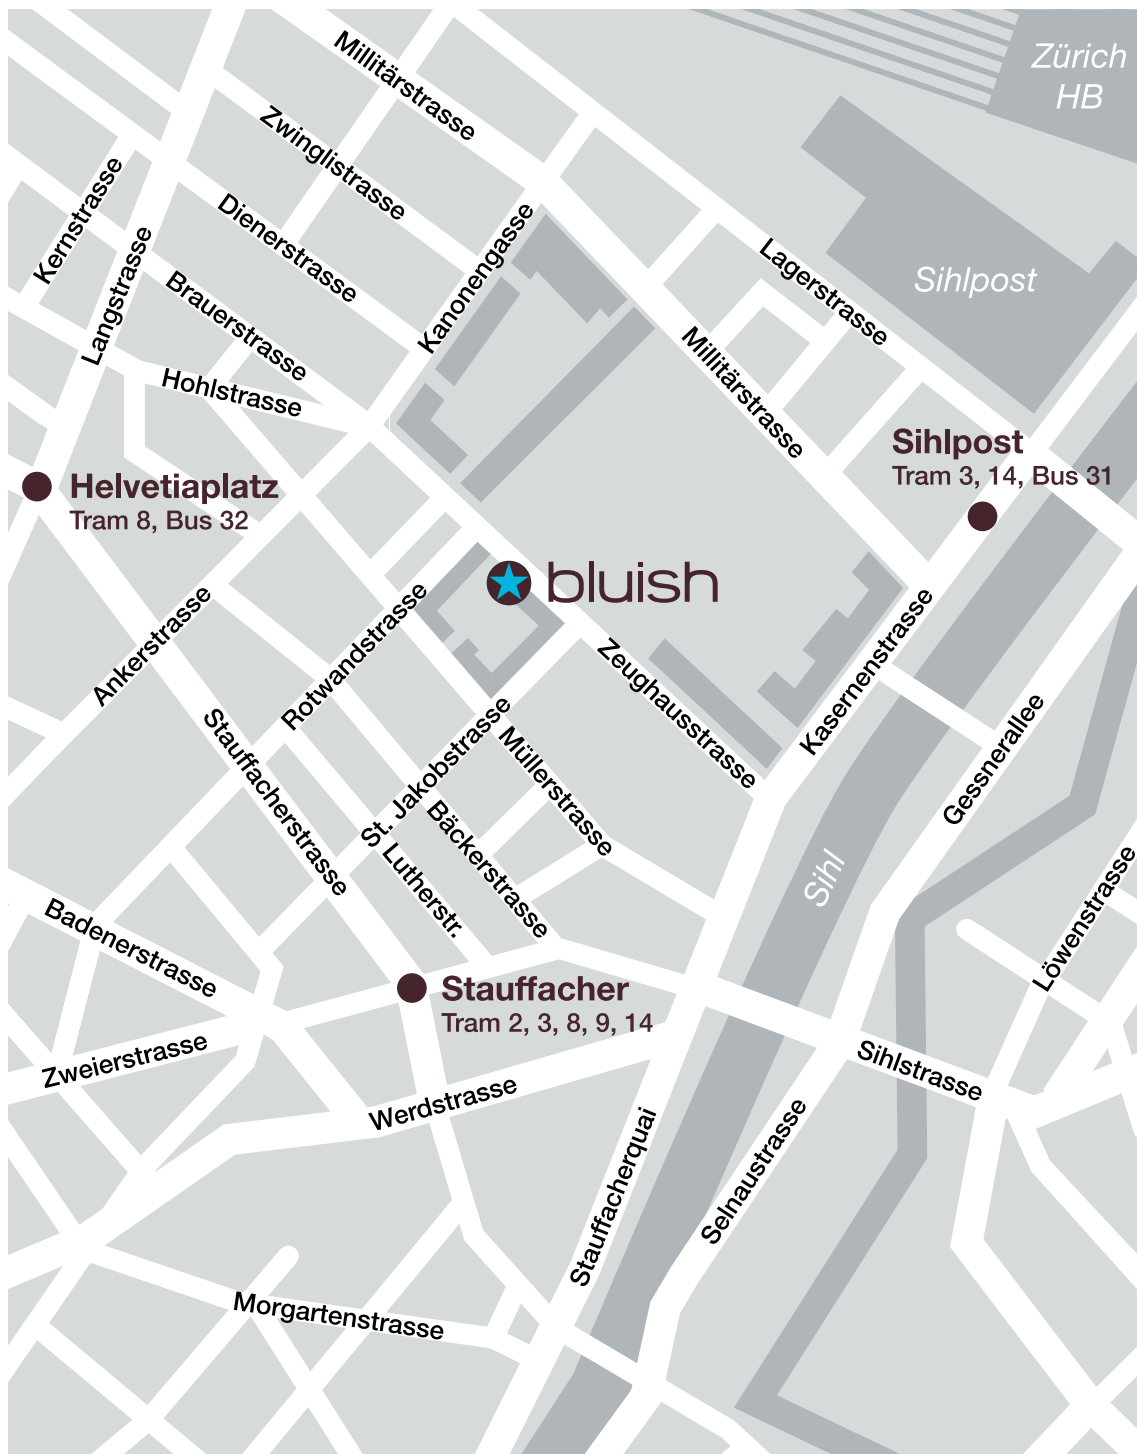 Zürich
HB
Millitärstrasse
Zwinglistrasse
Kernstrasse
Dienerstrasse
Kanonengasse
Langstrasse
Brauerstrasse
Lagerstrasse
Sihlpost
Hohlstrasse
Millitärstrasse
Sihlpost
Tram 3, 14, Bus 31
Helvetiaplatz
Tram 8, Bus 32
bluish
Ankerstrasse
Rotwandstrasse
Zeughausstrasse
Kasernenstrasse
Stauffacherstrasse
St. Jakobstrasse
Müllerstrasse
Gessnerallee
Bäckerstrasse
Lutherstr.
Sihl
Löwenstrasse
Badenerstrasse
Stauffacher
Tram 2, 3, 8, 9, 14
Zweierstrasse
Sihlstrasse
Werdstrasse
Stauffacherquai
Selnaustrasse
Morgartenstrasse